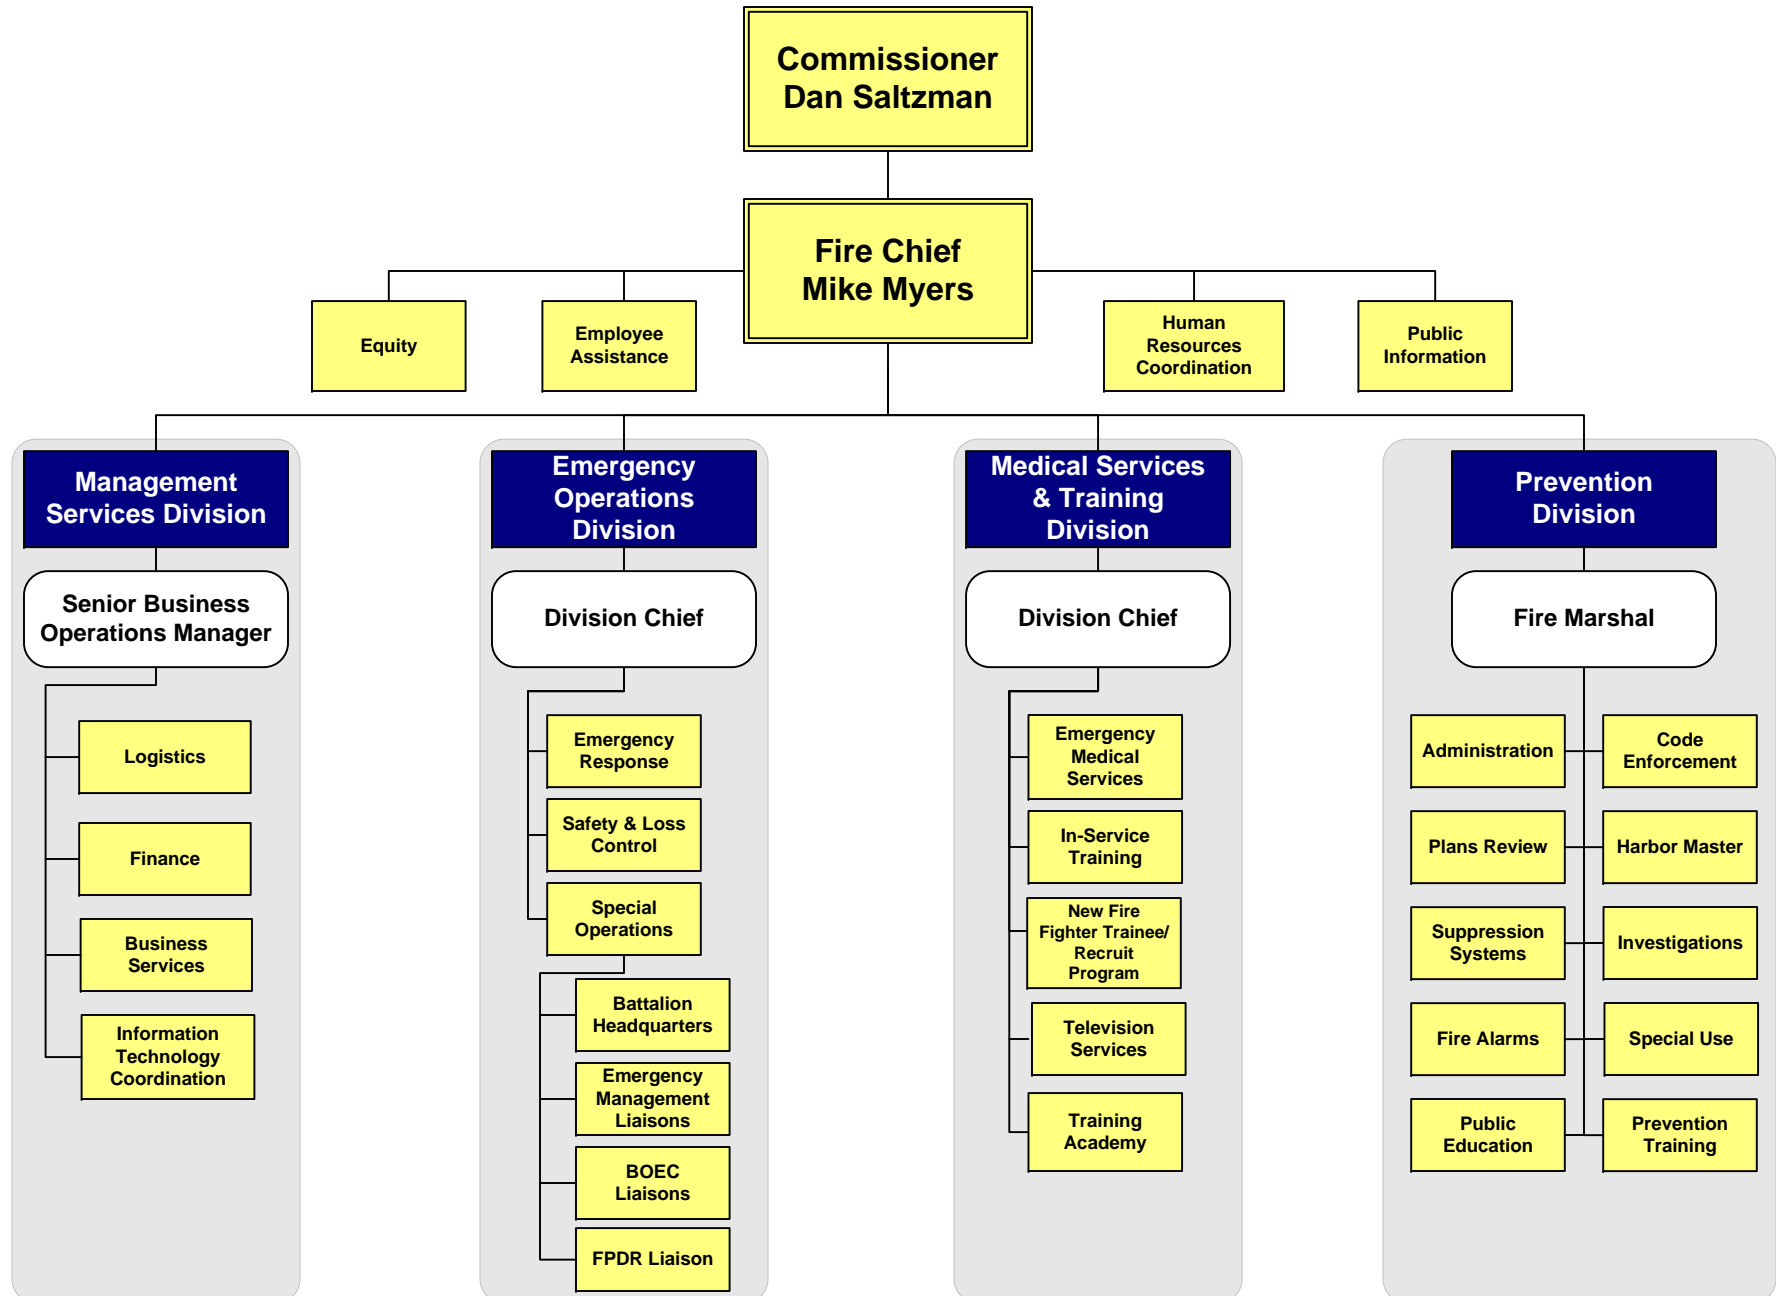 Commissioner
Dan Saltzman
Fire Chief
Mike Myers
Equity
Employee
Assistance
Human
Resources
Coordination
Public
Information
Management
Services Division
Senior Business
Operations Manager
Logistics
Finance
Business
Services
Information
Technology
Coordination
Emergency
Operations
Division
Division Chief
Emergency
Response
Safety & Loss
Control
Special
Operations
Battalion
Headquarters
Emergency
Management
Liaisons
BOEC
Liaisons
FPDR Liaison
Medical Services
& Training
Division
Division Chief
Emergency
Medical
Services
In-Service
Training
New Fire
Fighter Trainee/
Recruit
Program
Television
Services
Training
Academy
Prevention
Division
Fire Marshal
Administration
Code
Enforcement
Plans Review
Harbor Master
Suppression
Systems
Investigations
Fire Alarms
Special Use
Public
Education
Prevention
Training